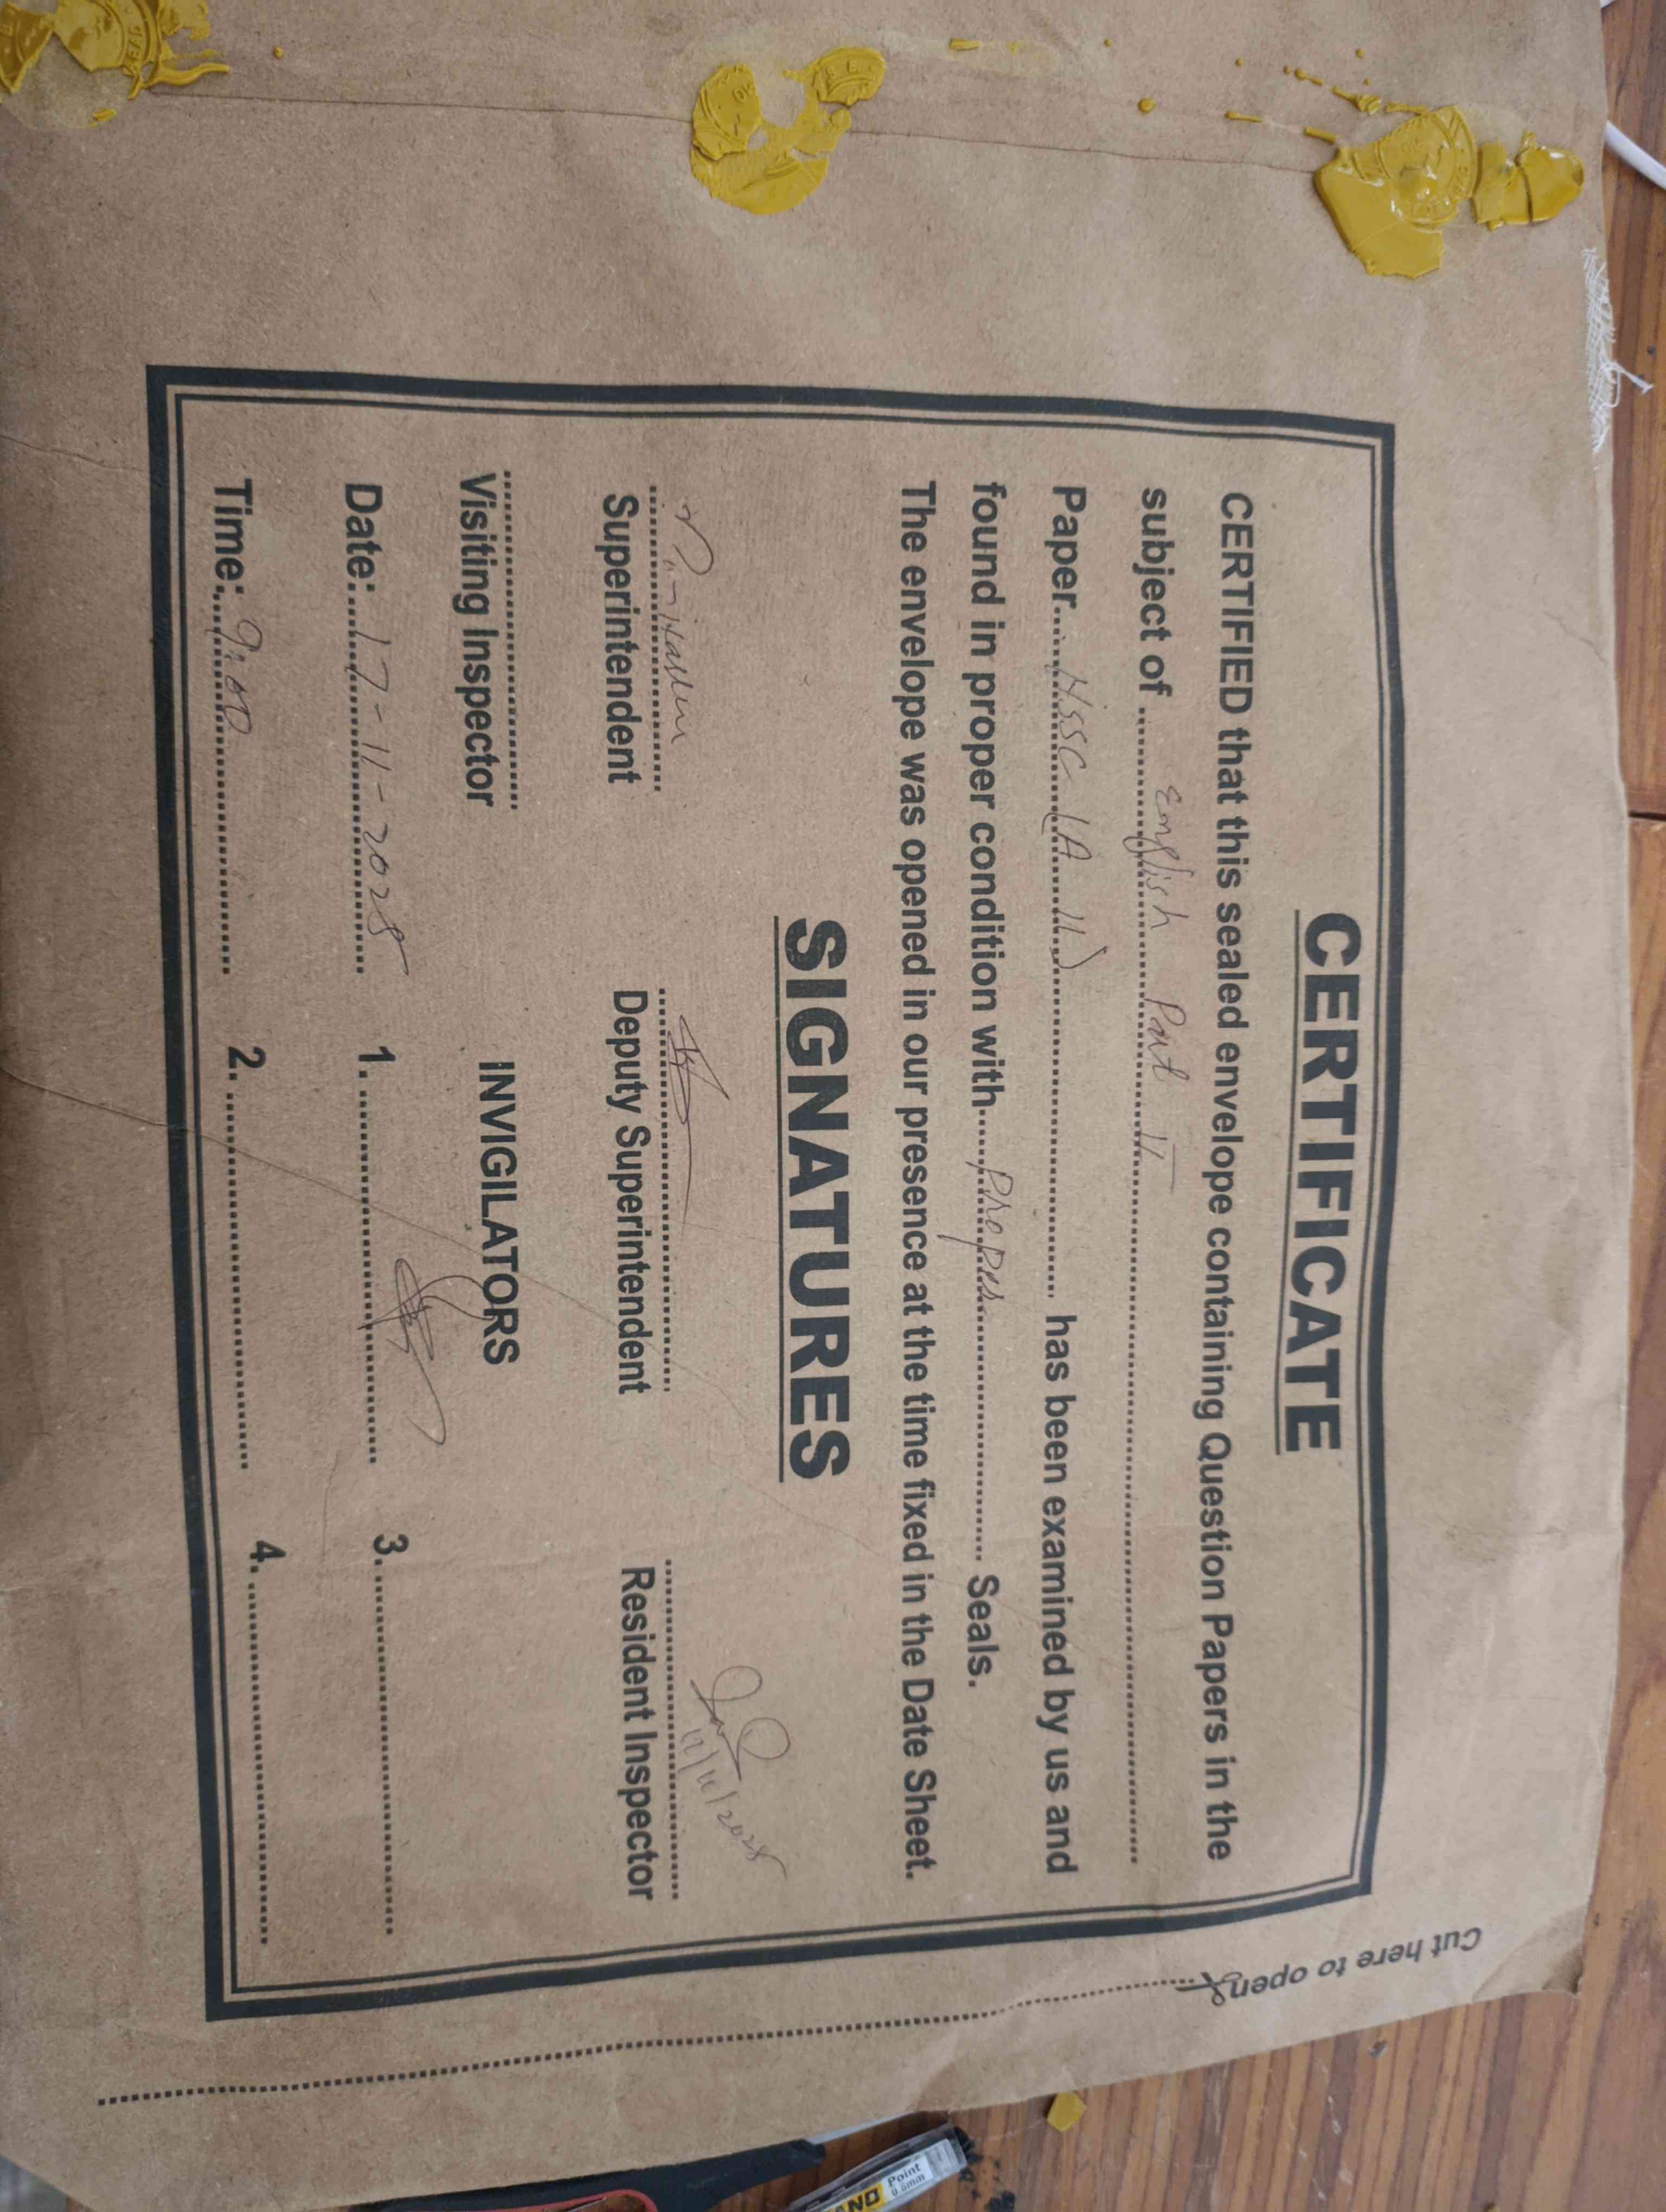 CERTIFICATE
CERTIFIED that this sealed envelope containing Question Papers in the
subject of ........ English Part II ........
Paper...... HSSC (A II) ........ has been examined by us and
found in proper condition with...... Proper ........ Seals.
The envelope was opened in our presence at the time fixed in the Date Sheet.
SIGNATURES
Superintendent Deputy Superintendent Resident Inspector
Visiting Inspector INVIGILATORS
Date: 17-11-2025 1. 3.
Time: 9:00 2. 4.
Cut here to open
Point
0.8mm